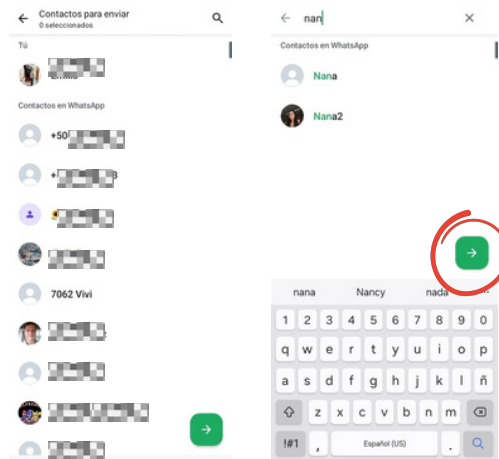 Contactos para enviar
0 seleccionados
Tú
Contactos en WhatsApp
+50
+
7062 Vivi
nan
Contactos en WhatsApp
Nana
Nana2
nana Nancy nada
1 2 3 4 5 6 7 8 9 0
q w e r t y u i o p
a s d f g h j k l ñ
z x c v b n m
!#1 , Español (US) .